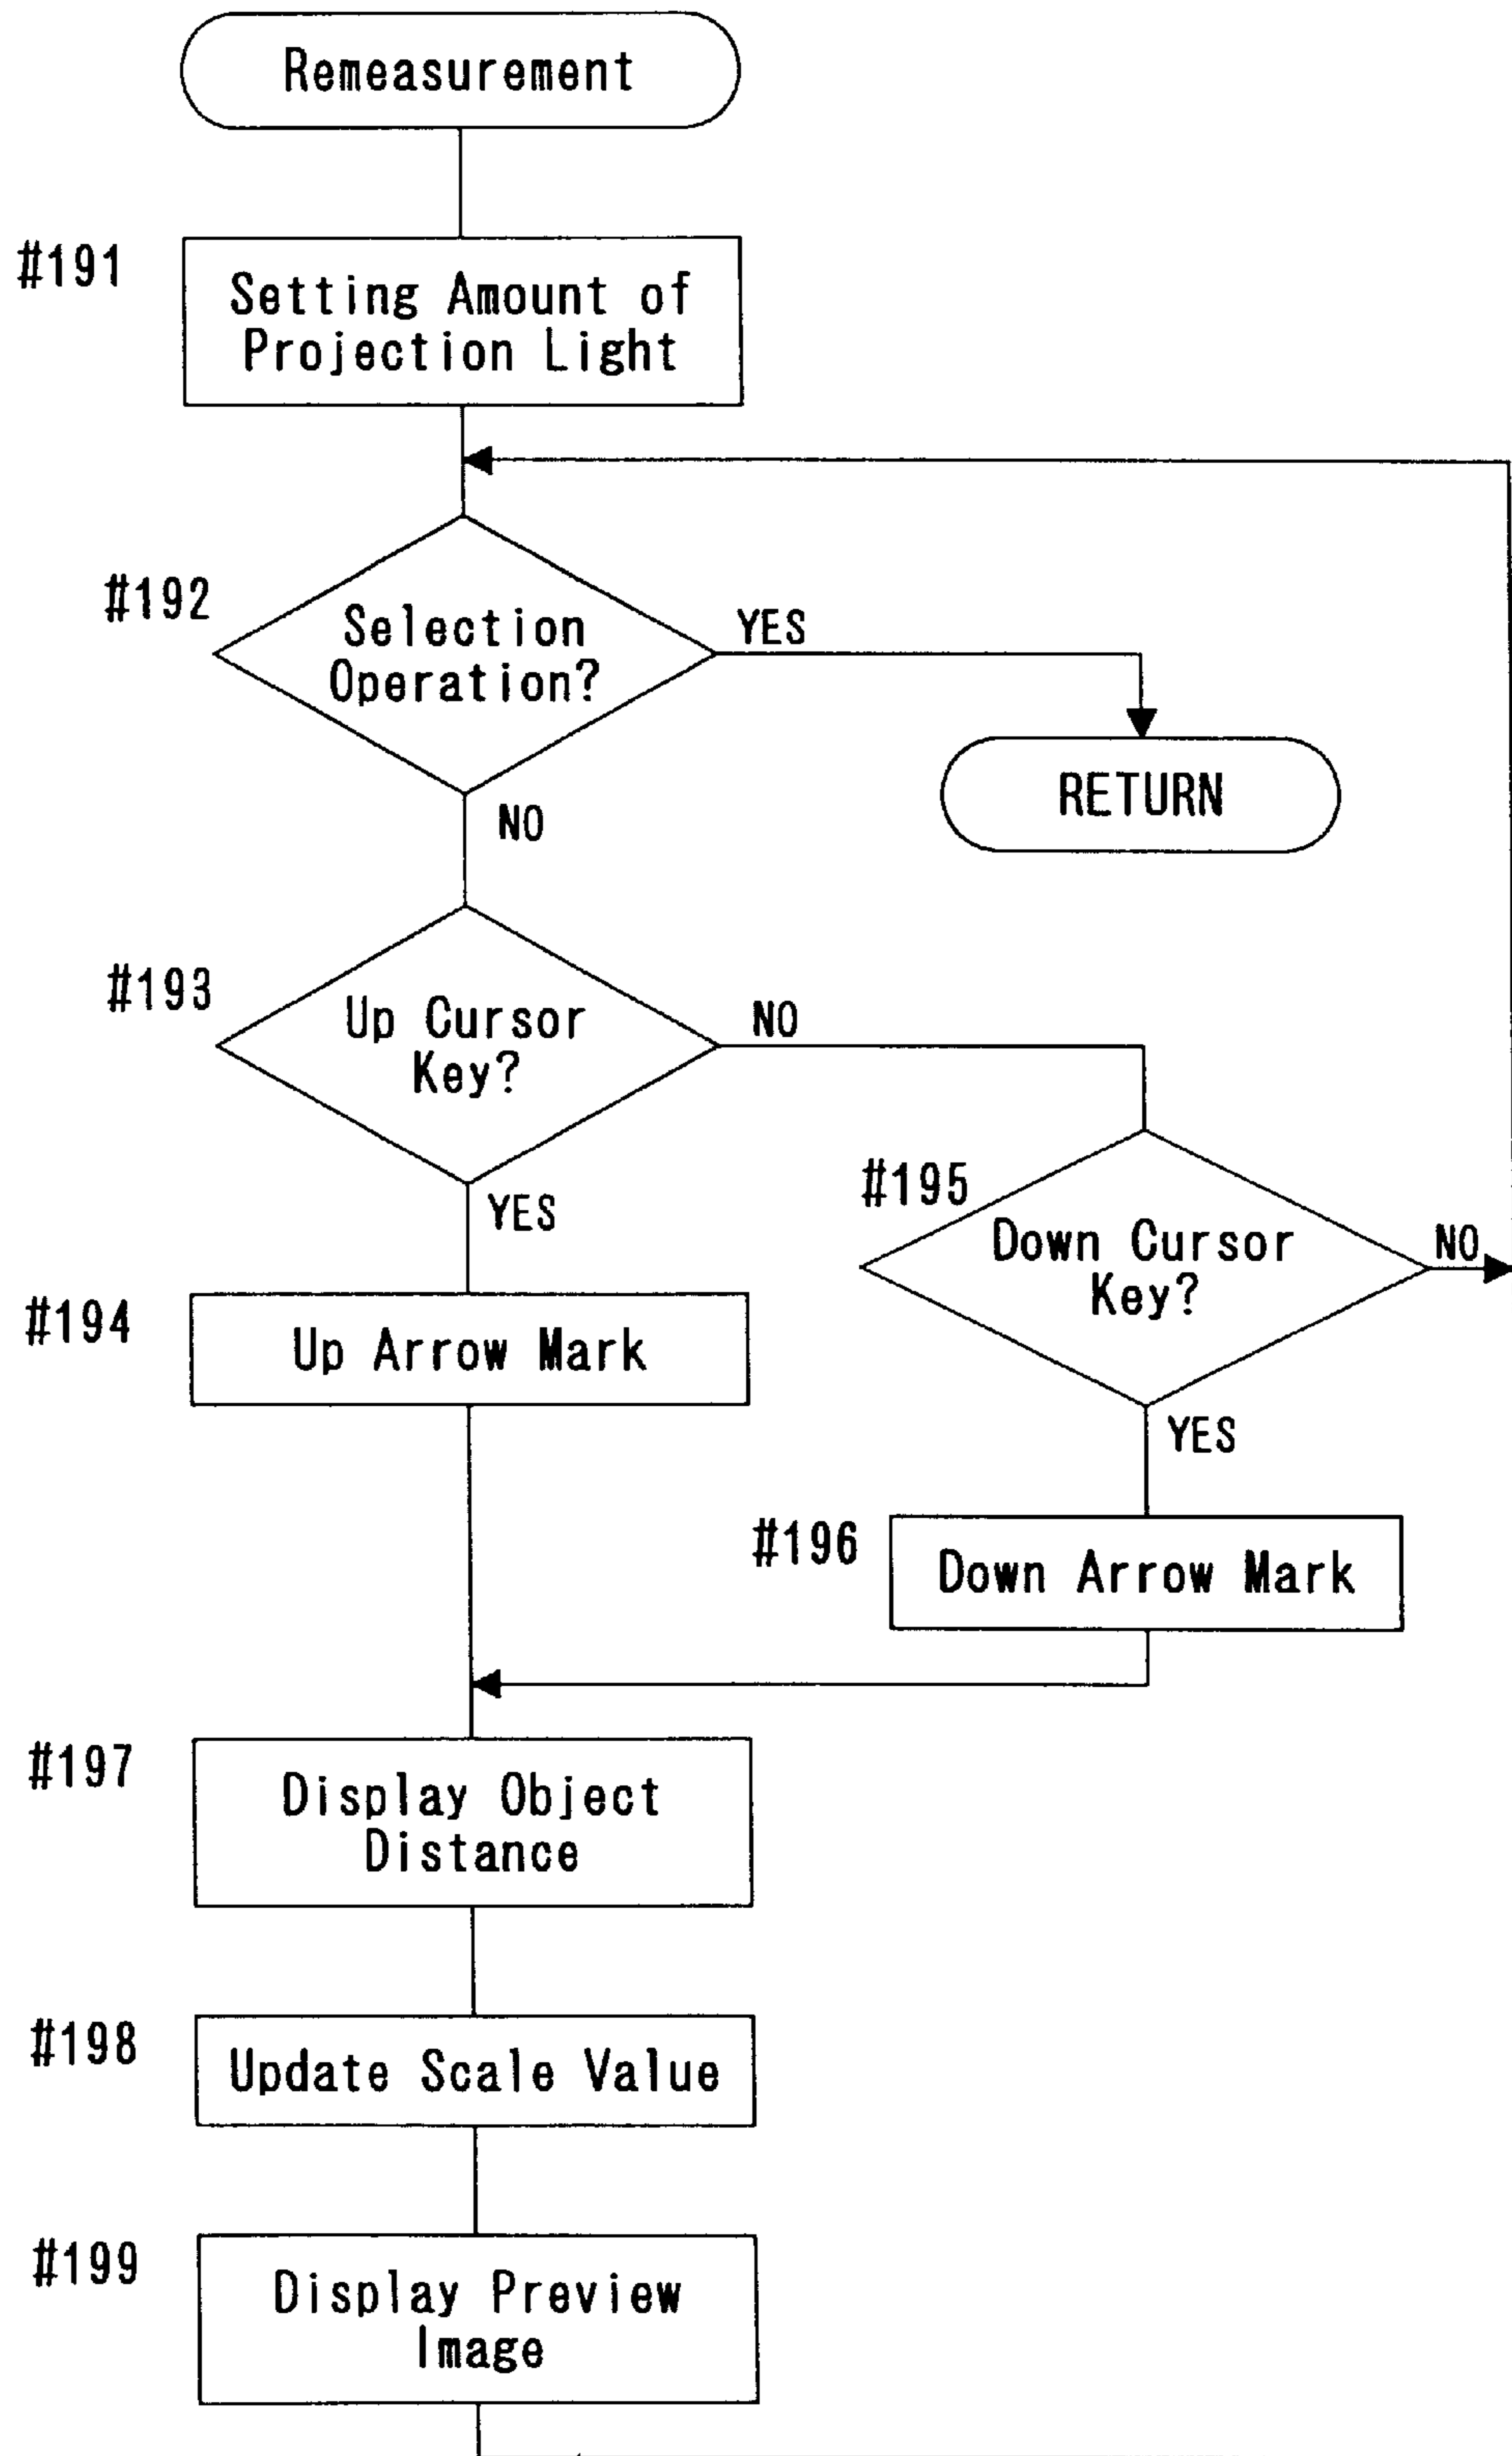 Remeasurement
#191
Setting Amount of
Projection Light
#192
Selection
Operation?
YES
RETURN
NO
#193
Up Cursor
Key?
NO
YES
#195
Down Cursor
Key?
NO
#194
Up Arrow Mark
YES
#196
Down Arrow Mark
#197
Display Object
Distance
#198
Update Scale Value
#199
Display Preview
Image